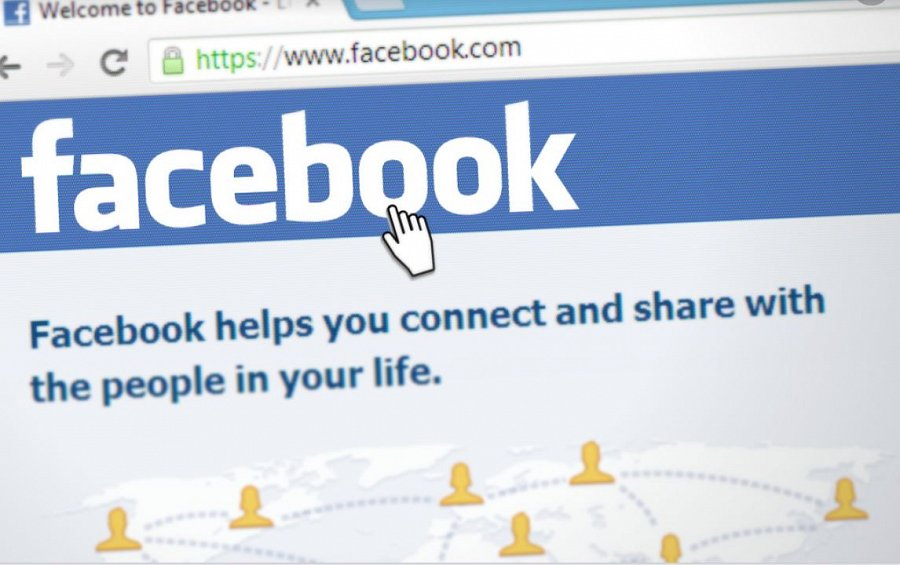 Welcome to Facebook -
https://www.facebook.com
facebook
Facebook helps you connect and share with
the people in your life.